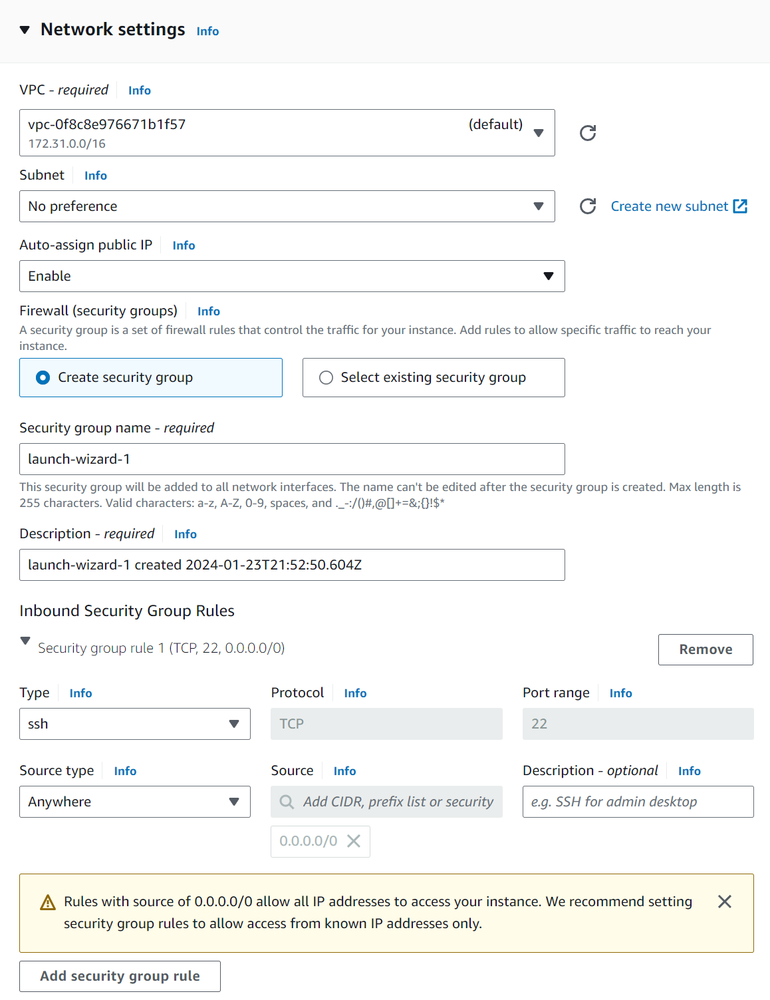 Network settings Info
VPC - required Info
vpc-0f8c8e976671b1f57 (default)
172.31.0.0/16
Subnet Info
No preference
Create new subnet
Auto-assign public IP Info
Enable
Firewall (security groups) Info
A security group is a set of firewall rules that control the traffic for your instance. Add rules to allow specific traffic to reach your
instance.
Create security group
Select existing security group
Security group name - required
launch-wizard-1
This security group will be added to all network interfaces. The name can't be edited after the security group is created. Max length is
255 characters. Valid characters: a-z, A-Z, 0-9, spaces, and ._-:/()#,@[]+=&;{}!$*
Description - required Info
launch-wizard-1 created 2024-01-23T21:52:50.604Z
Inbound Security Group Rules
Security group rule 1 (TCP, 22, 0.0.0.0/0)
Remove
Type Info
Protocol Info
Port range Info
ssh
TCP
22
Source type Info
Source Info
Description - optional Info
Anywhere
Add CIDR, prefix list or security
e.g. SSH for admin desktop
0.0.0.0/0
Rules with source of 0.0.0.0/0 allow all IP addresses to access your instance. We recommend setting
security group rules to allow access from known IP addresses only.
Add security group rule